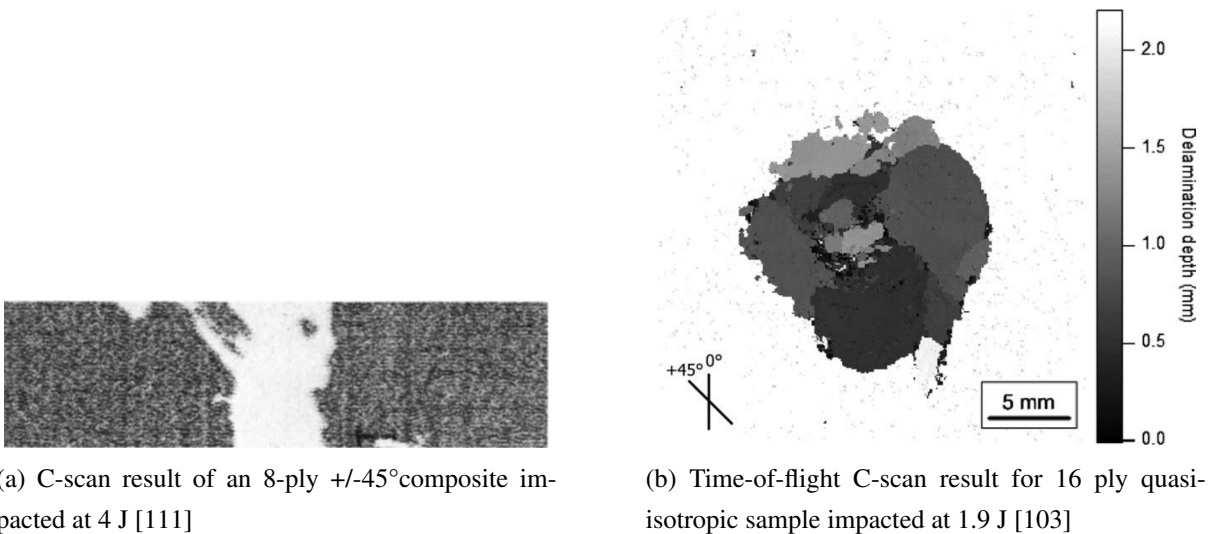 2.0
1.5
1.0
0.5
0.0
Delamination depth (mm)
+45° 0°
5 mm
(a) C-scan result of an 8-ply +/-45°composite im-
pacted at 4 J [111]
(b) Time-of-flight C-scan result for 16 ply quasi-
isotropic sample impacted at 1.9 J [103]